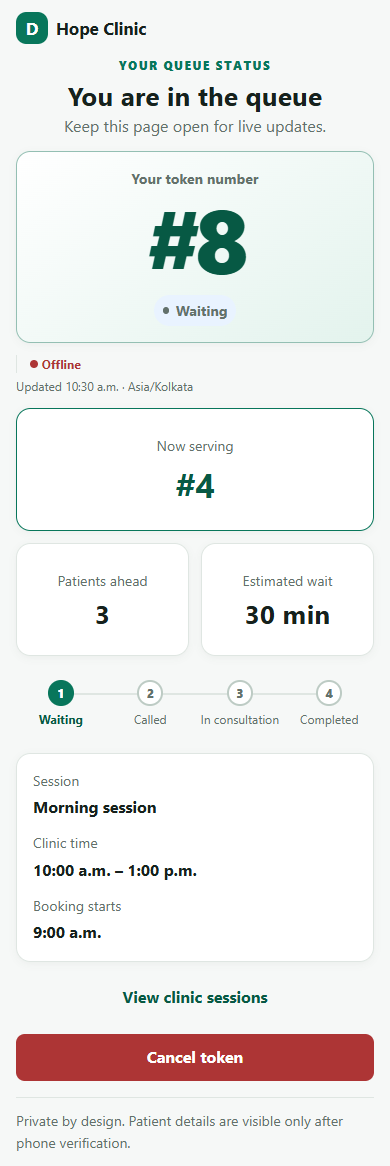 D Hope Clinic
YOUR QUEUE STATUS
You are in the queue
Keep this page open for live updates.
Your token number
#8
Waiting
Offline
Updated 10:30 a.m. · Asia/Kolkata
Now serving
#4
Patients ahead
3
Estimated wait
30 min
1 2 3 4
Waiting Called In consultation Completed
Session
Morning session
Clinic time
10:00 a.m. – 1:00 p.m.
Booking starts
9:00 a.m.
View clinic sessions
Cancel token
Private by design. Patient details are visible only after
phone verification.